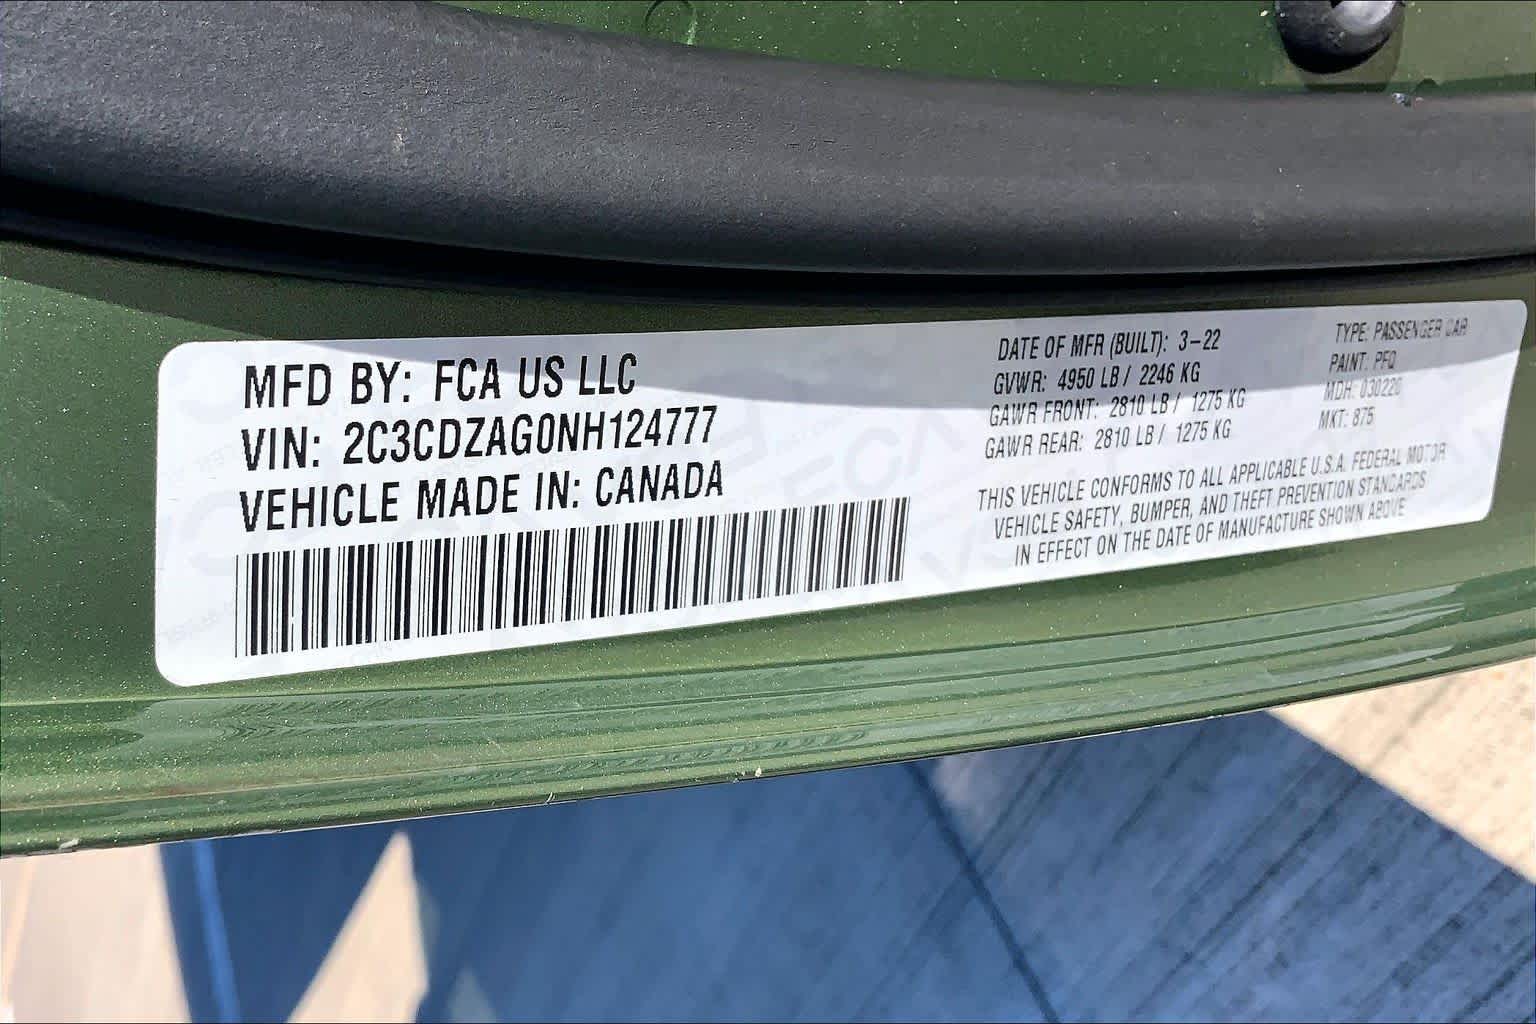 MFD BY: FCA US LLC
VIN: 2C3CDZAG0NH124777
VEHICLE MADE IN: CANADA
DATE OF MFR (BUILT): 3-22
GVWR: 4950 LB / 2246 KG
GAWR FRONT: 2810 LB / 1275 KG
GAWR REAR: 2810 LB / 1275 KG
TYPE: PASSENGER CAR
PAINT: PFQ
MDH: 030220
MKT: 875
THIS VEHICLE CONFORMS TO ALL APPLICABLE U.S.A. FEDERAL MOTOR
VEHICLE SAFETY, BUMPER, AND THEFT PREVENTION STANDARDS
IN EFFECT ON THE DATE OF MANUFACTURE SHOWN ABOVE